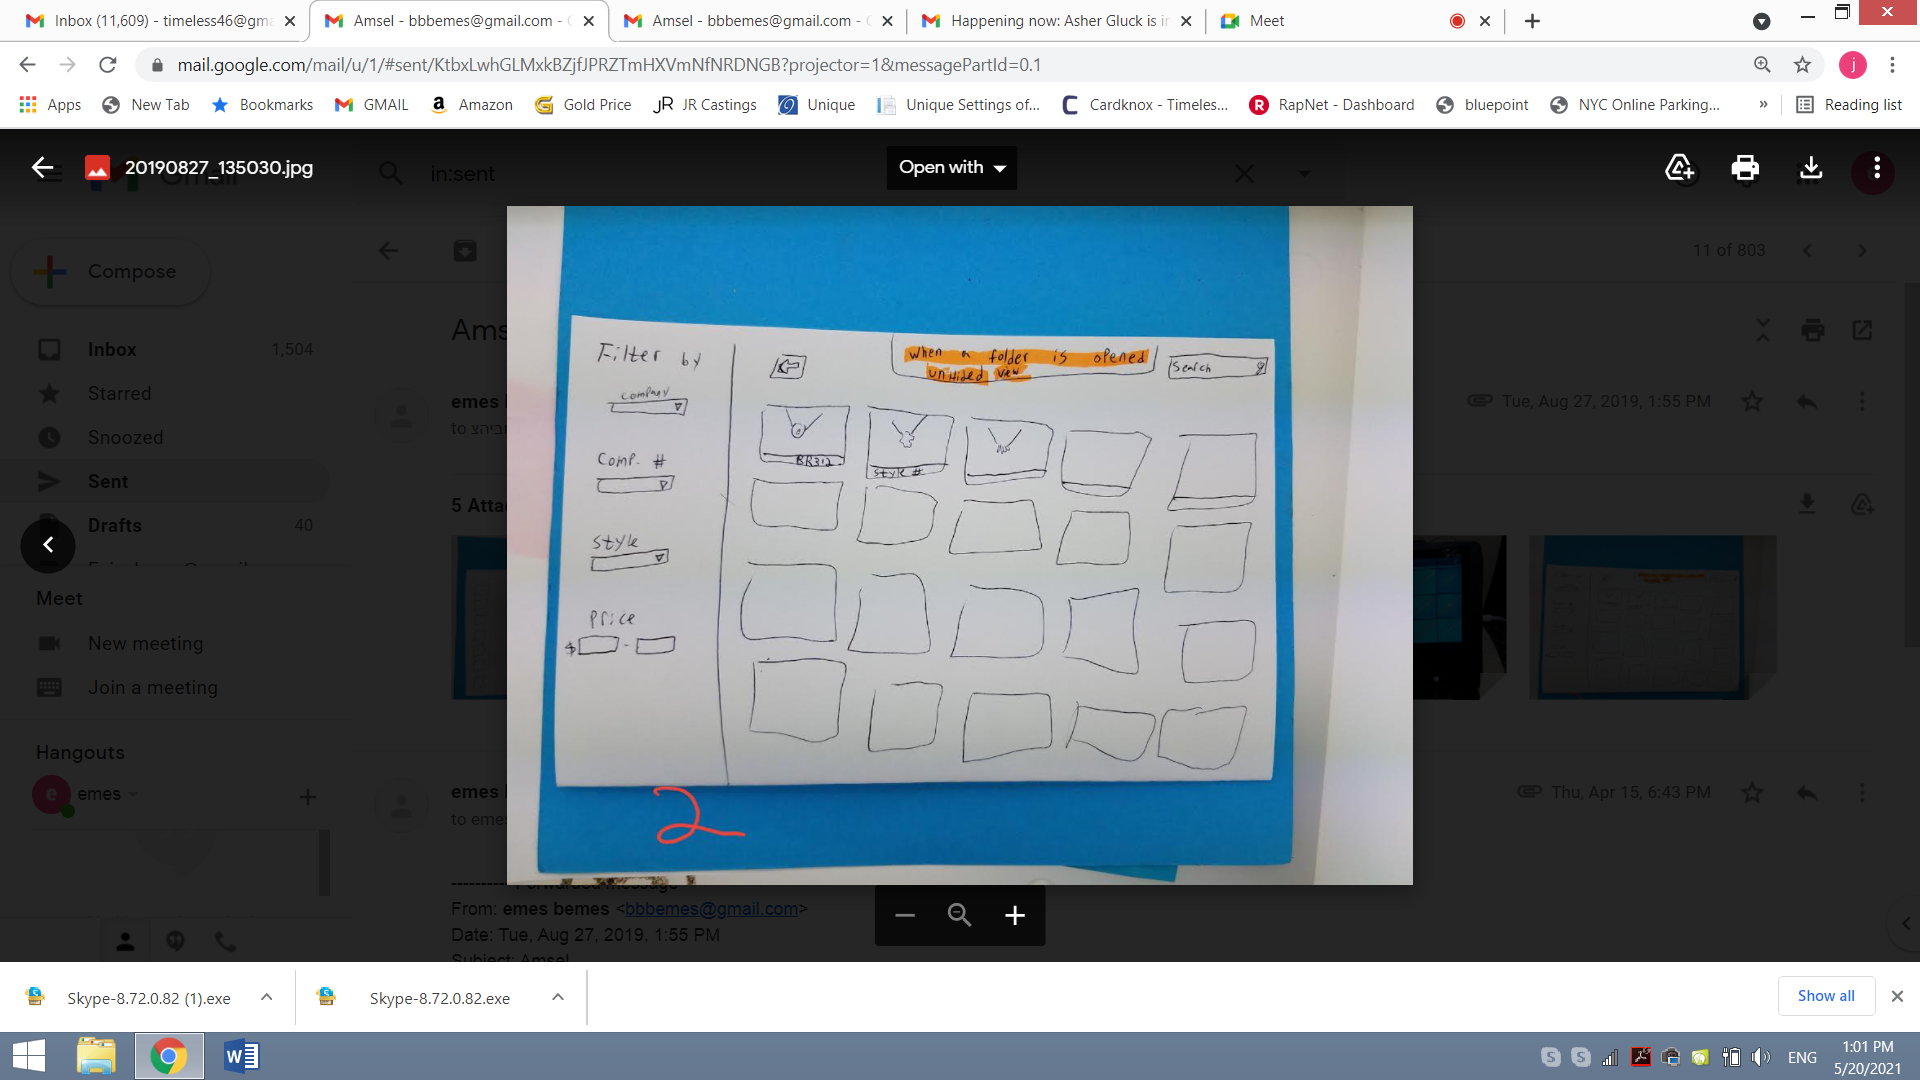 Inbox (11,609) - timeless46@gma
Amsel - bbbemes@gmail.com -
Amsel - bbbemes@gmail.com -
Happening now: Asher Gluck is in
Meet
mail.google.com/mail/u/1/#sent/KtbxLwhGLMxkBZjfJPRZTmHXVmNfNRDNGB?projector=1&messagePartId=0.1
j
Apps
New Tab
Bookmarks
GMAIL
Amazon
Gold Price
JR Castings
Unique
Unique Settings of...
Cardknox - Timeles...
RapNet - Dashboard
bluepoint
NYC Online Parking...
»
Reading list
20190827_135030.jpg
in:sent
Open with
Compose
11 of 803
Ams
Inbox 1,504
Starred
Snoozed
Sent
Drafts 40
Meet
New meeting
Join a meeting
Hangouts
e emes
emes
Tue, Aug 27, 2019, 1:55 PM
5 Atta
Filter by
company
Comp. #
Style
Price
$ -
When a folder is opened
unHided vew
Search
BR312
Style #
2
emes
Thu, Apr 15, 6:43 PM
to emes
Forwarded message
From: emes bemes <bbbemes@gmail.com>
Date: Tue, Aug 27, 2019, 1:55 PM
Subject: Amsel
Skype-8.72.0.82 (1).exe
Skype-8.72.0.82.exe
Show all
ENG
1:01 PM
5/20/2021